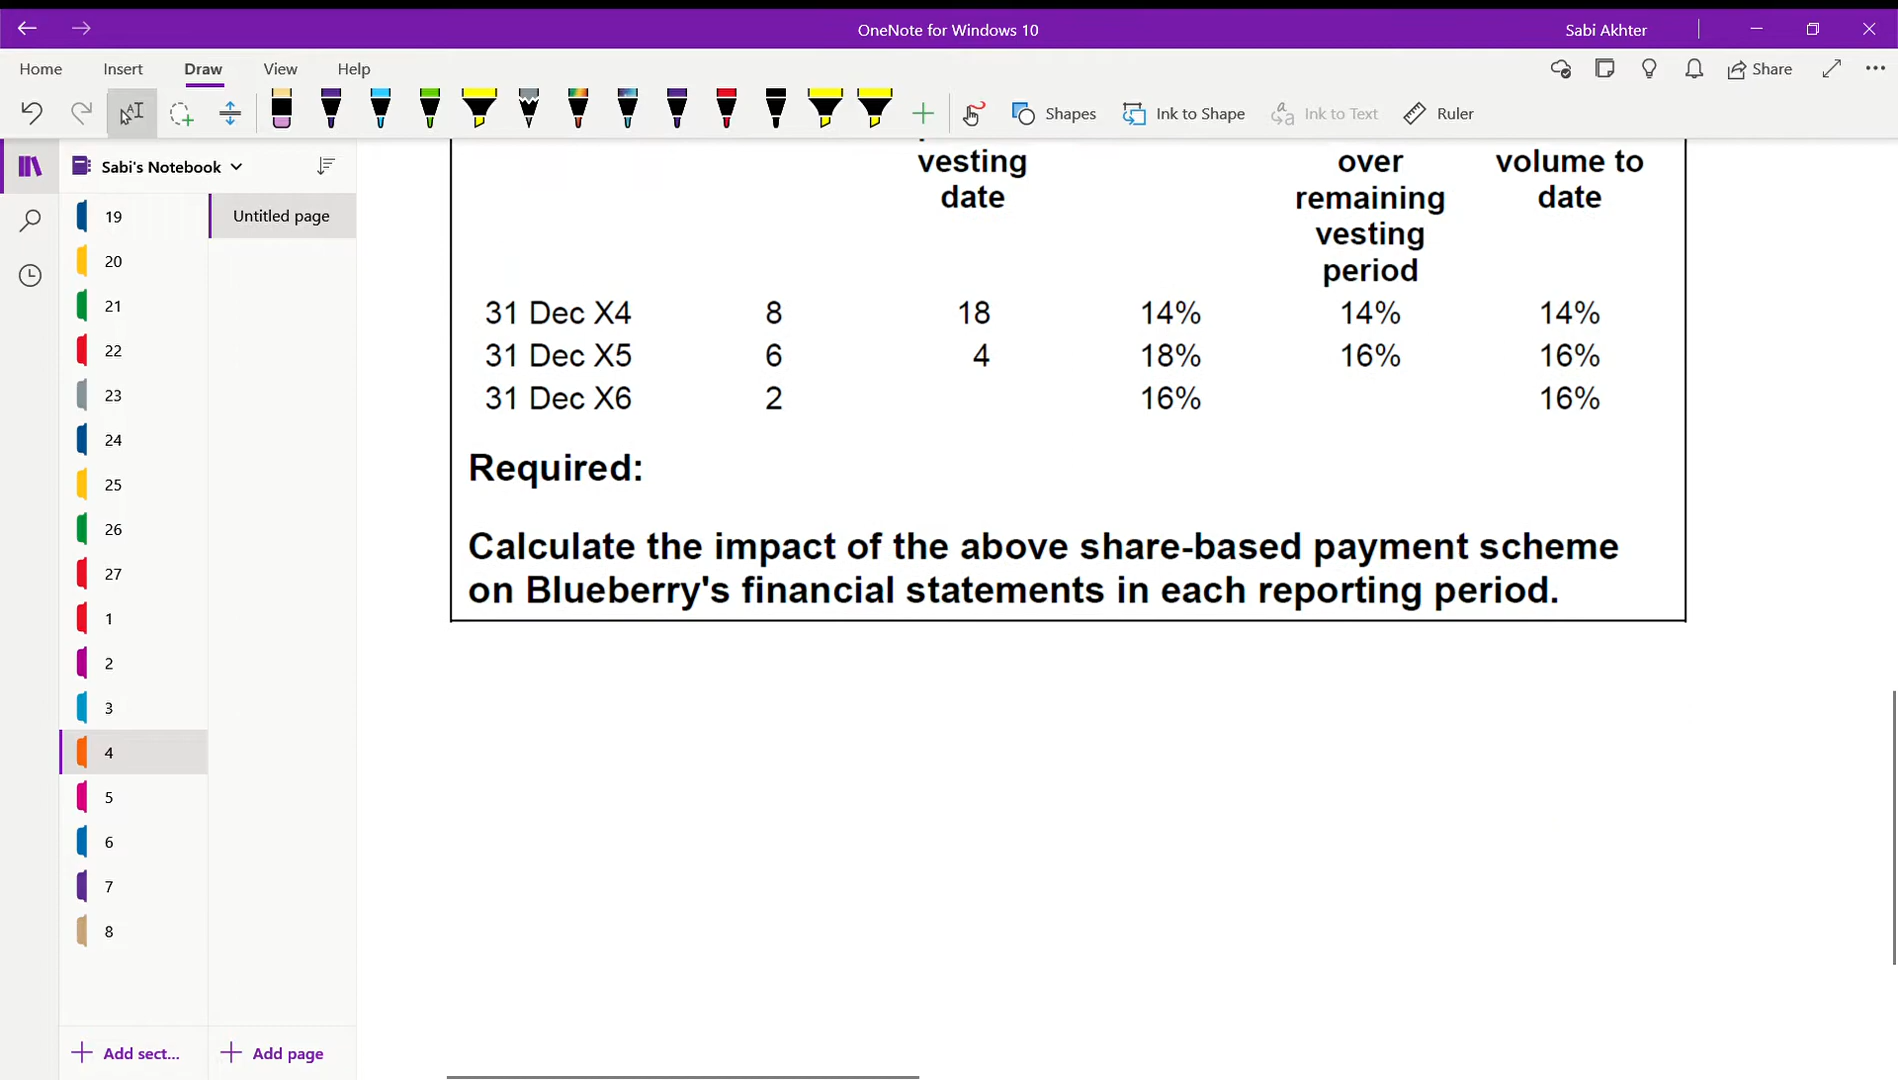 OneNote for Windows 10
Sabi Akhter
Home Insert Draw View Help
Share
Shapes
Ink to Shape
Ink to Text
Ruler
Sabi's Notebook
19
20
21
22
23
24
25
26
27
1
2
3
4
5
6
7
8
Untitled page
Add sect...
Add page
vesting over volume to
date remaining date
vesting
period
31 Dec X4 8 18 14% 14% 14%
31 Dec X5 6 4 18% 16% 16%
31 Dec X6 2 16% 16%
Required:
Calculate the impact of the above share-based payment scheme
on Blueberry's financial statements in each reporting period.